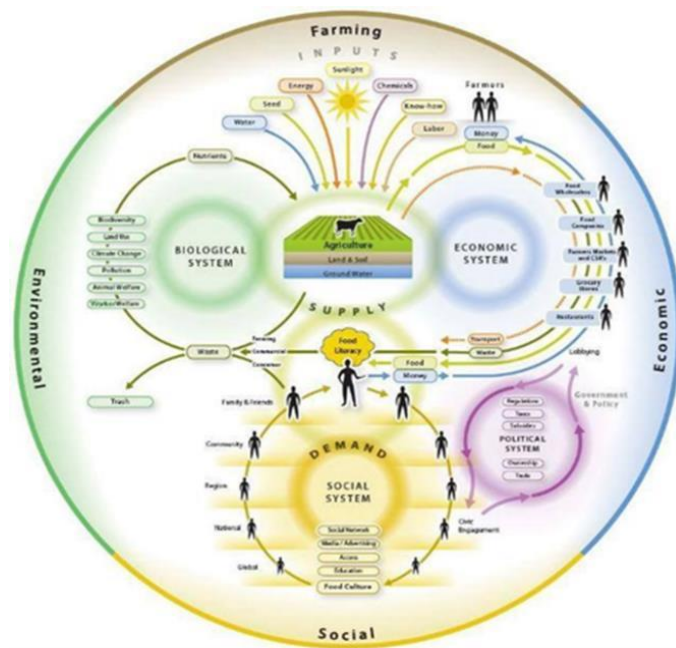 Farming
INPUTS
Sunlight
Energy
Chemicals
Seed
Know-how
Water
Labor
Farmers
Money
Food
Nutrients
Food Wholesalers
Biodiversity
Land Use
Climate Change
Pollution
Animal Welfare
Worker Welfare
BIOLOGICAL
SYSTEM
Agriculture
Land & Soil
Ground Water
ECONOMIC
SYSTEM
Food
Companies
Farmers Markets
and CSA's
Grocery
Stores
Restaurants
Environmental
Economic
SUPPLY
Farming
Commercial
Consumer
Waste
Food
Literacy
Transport
Waste
Food
Money
Lobbying
Trash
Family & Friends
Government
& Policy
Regulations
Taxes
Subsidies
POLITICAL
SYSTEM
Ownership
Trade
Community
DEMAND
Region
SOCIAL
SYSTEM
National
Civic
Engagement
Social Network
Media / Advertising
Access
Education
Global
Food Culture
Social